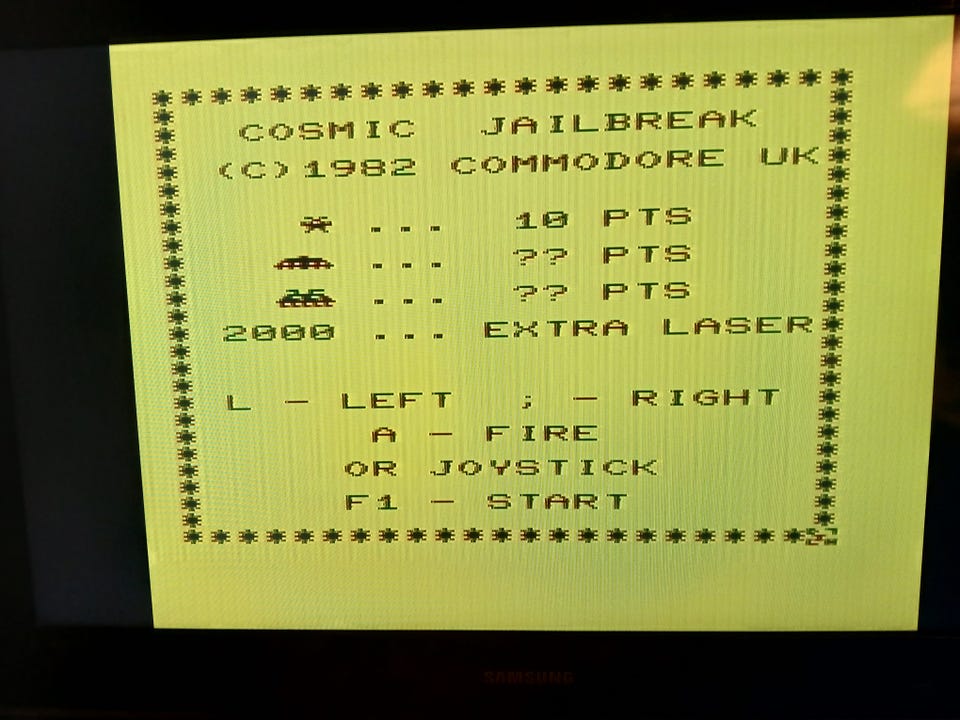 COSMIC JAILBREAK
(C)1982 COMMODORE UK
... 10 PTS
... ?? PTS
... ?? PTS
2000 ... EXTRA LASER
L - LEFT ; - RIGHT
A - FIRE
OR JOYSTICK
F1 - START
SAMSUNG